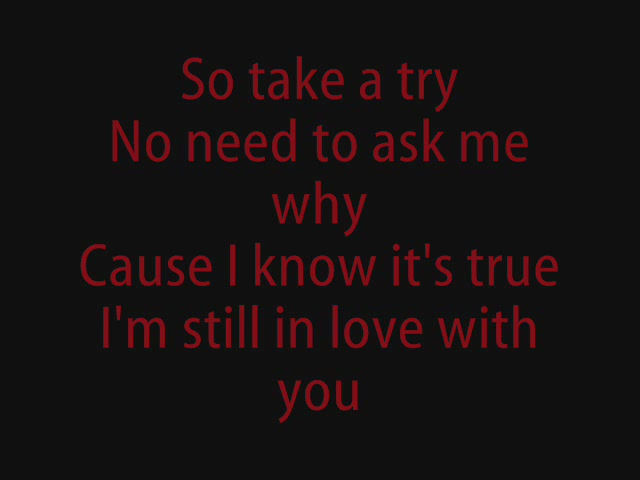 So take a try
No need to ask me
why
Cause I know it's true
I'm still in love with
you